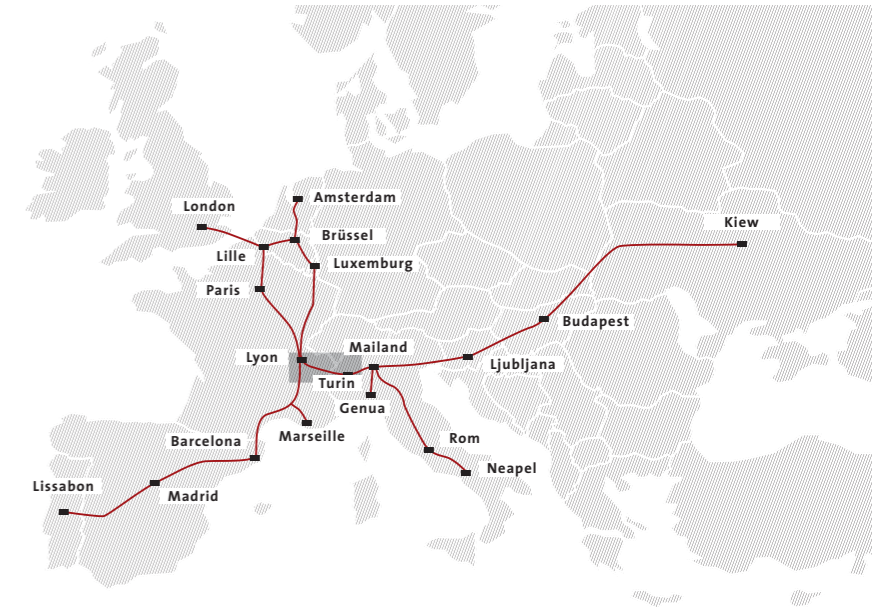 Amsterdam
London
Kiew
Brüssel
Lille
Luxemburg
Paris
Budapest
Mailand
Lyon
Ljubljana
Turin
Genua
Marseille
Barcelona
Rom
Neapel
Lissabon
Madrid